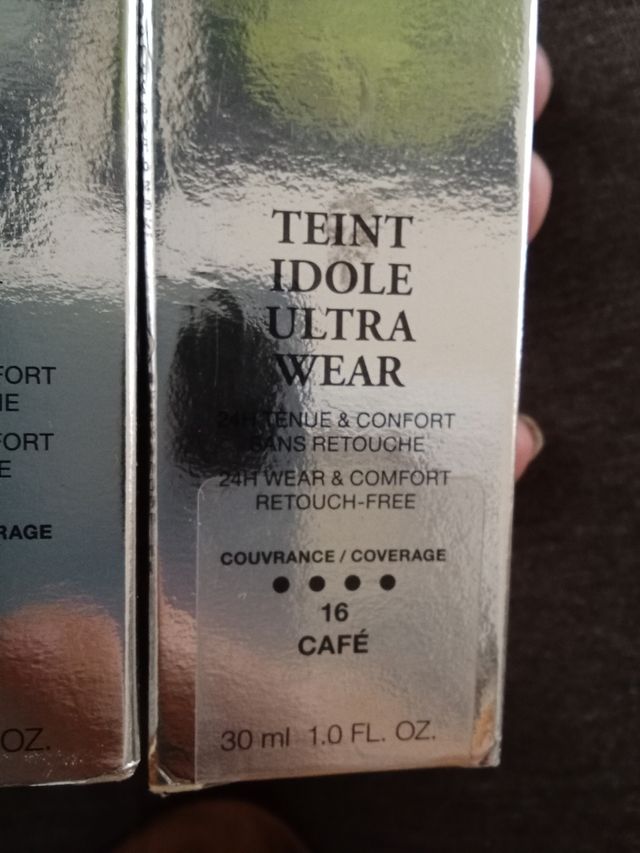 FORT
FORT
RAGE
OZ.
TEINT
IDOLE
ULTRA
WEAR
24H TENUE & CONFORT
SANS RETOUCHE
24H WEAR & COMFORT
RETOUCH-FREE
COUVRANCE / COVERAGE
16
CAFÉ
30 ml 1.0 FL. OZ.